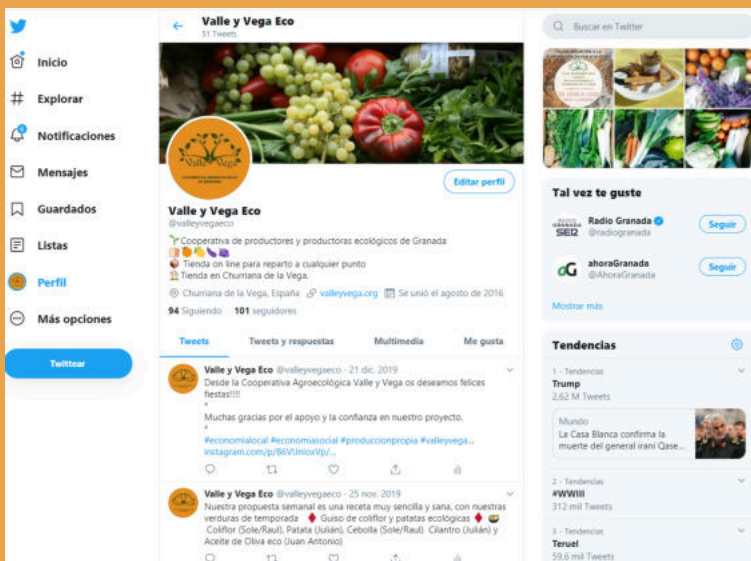 Inicio
Explorar
Notificaciones
Mensajes
Guardados
Listas
Perfil
Más opciones
Twittear
Valle y Vega Eco
51 Tweets
Valle Vega
Editar perfil
Valle y Vega Eco
@valleyvegaeco
Cooperativa de productores y productoras ecológicos de Granada
Tienda on line para reparto a cualquier punto
Tienda en Churriana de la Vega.
Churriana de la Vega, España valleyvega.org Se unió el agosto de 2016
94 Siguiendo 101 seguidores
Tweets Tweets y respuestas Multimedia Me gusta
Valle y Vega Eco @valleyvegaeco · 21 dic. 2019
Desde la Cooperativa Agroecológica Valle y Vega os deseamos felices
fiestas!!!!
*
Muchas gracias por el apoyo y la confianza en nuestro proyecto.
*
#economialocal #economiasocial #produccionpropia #valleyvega...
instagram.com/p/B6VUnloxVp/...
Valle y Vega Eco @valleyvegaeco · 25 nov. 2019
Nuestra propuesta semanal es una receta muy sencilla y sana, con nuestras
verduras de temporada Guiso de coliflor y patatas ecológicas
Coliflor (Sole/Raul), Patata (Julián), Cebolla (Sole/Raul) Cilantro (Julián) y
Aceite de Oliva eco (Juan Antonio)
Buscar en Twitter
Tal vez te guste
RADIO
GRANADA
SER
Radio Granada
@radiogranada
Seguir
aG
ahoraGranada
@AhoraGranada
Seguir
Mostrar más
Tendencias
1 · Tendencias
Trump
2,62 M Tweets
Mundo
La Casa Blanca confirma la
muerte del general iraní Qase...
2 · Tendencias
#WWIII
312 mil Tweets
3 · Tendencias
Teruel
59,6 mil Tweets